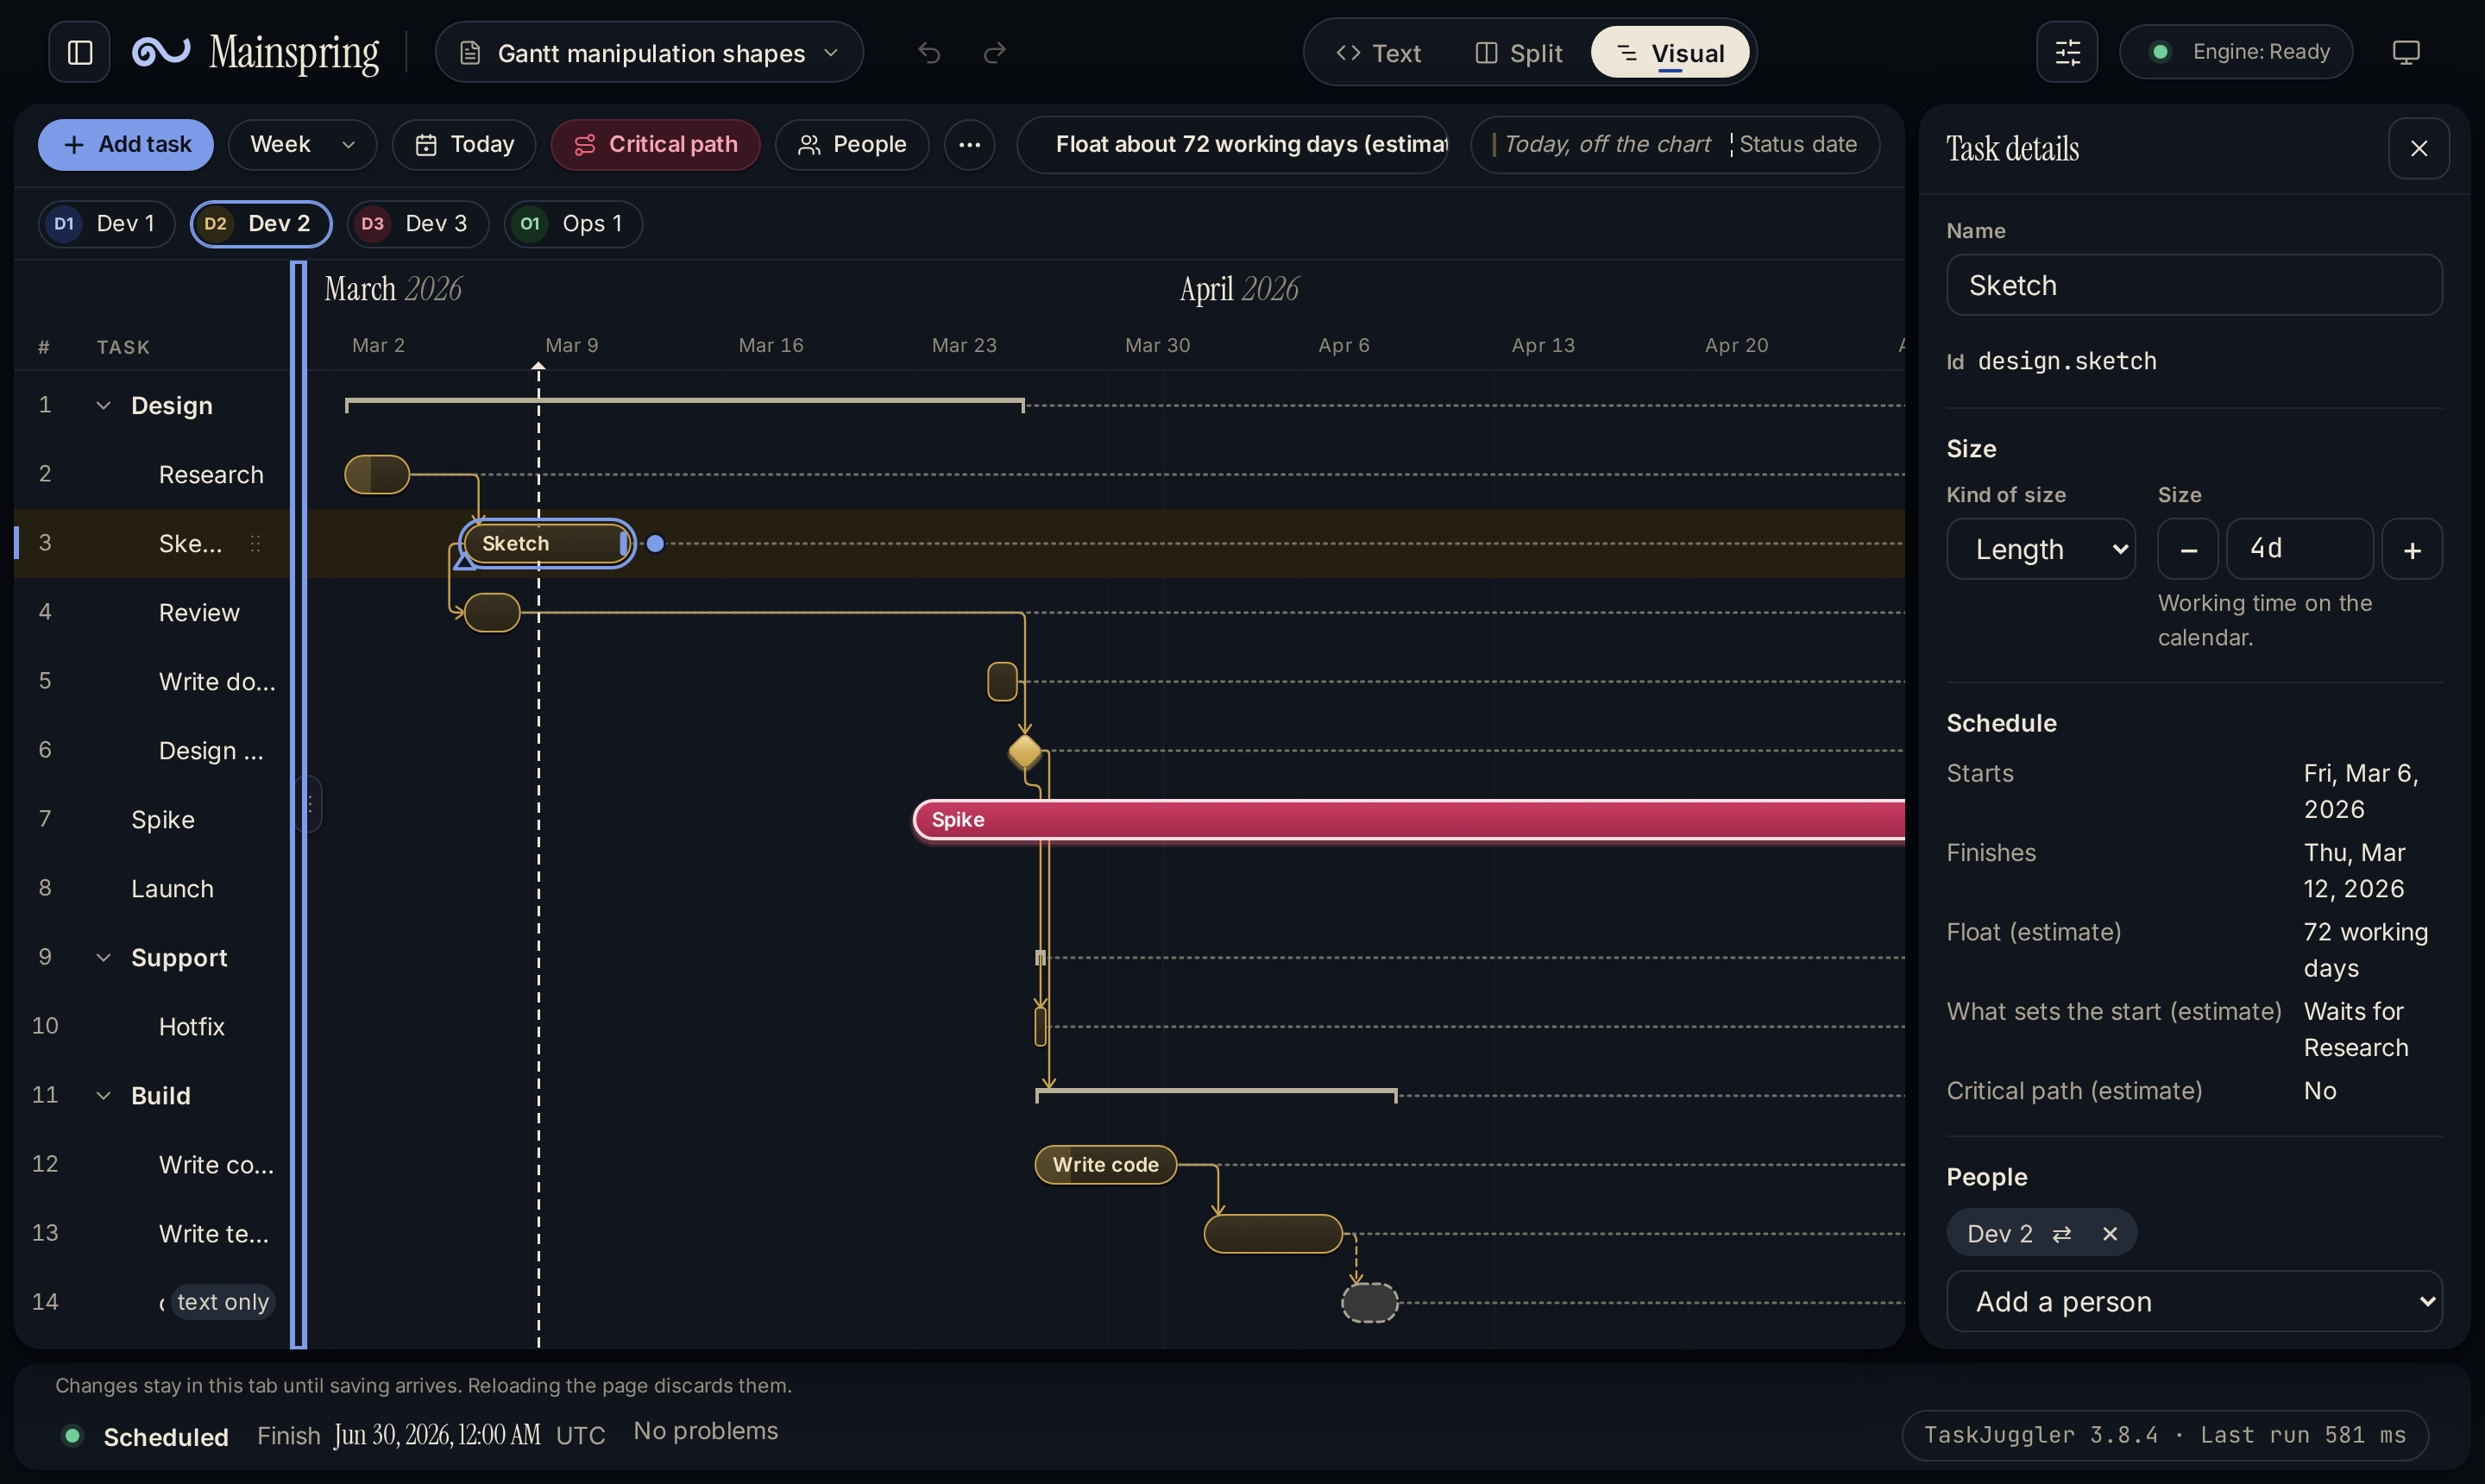 Mainspring
Gantt manipulation shapes
Text
Split
Visual
Engine: Ready
Add task
Week
Today
Critical path
People
Float about 72 working days (estimat
Today, off the chart
Status date
D1 Dev 1
D2 Dev 2
D3 Dev 3
O1 Ops 1
March 2026
April 2026
# TASK
Mar 2
Mar 9
Mar 16
Mar 23
Mar 30
Apr 6
Apr 13
Apr 20
1 Design
2 Research
3 Ske...
Sketch
4 Review
5 Write do...
6 Design ...
7 Spike
Spike
8 Launch
9 Support
10 Hotfix
11 Build
12 Write co...
Write code
13 Write te...
14 text only
Task details
Name
Sketch
Id design.sketch
Size
Kind of size
Size
Length
4d
Working time on the
calendar.
Schedule
Starts
Fri, Mar 6,
2026
Finishes
Thu, Mar
12, 2026
Float (estimate)
72 working
days
What sets the start (estimate)
Waits for
Research
Critical path (estimate)
No
People
Dev 2
Add a person
Changes stay in this tab until saving arrives. Reloading the page discards them.
Scheduled
Finish Jun 30, 2026, 12:00 AM UTC
No problems
TaskJuggler 3.8.4 · Last run 581 ms